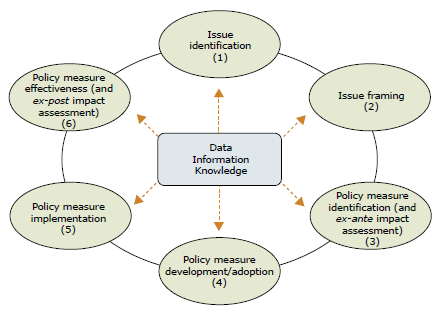 Issue
identification
(1)
Issue framing
(2)
Policy measure
identification (and
ex-ante impact
assessment)
(3)
Policy measure
development/adoption
(4)
Policy measure
implementation
(5)
Policy measure
effectiveness (and
ex-post impact
assessment)
(6)
Data
Information
Knowledge